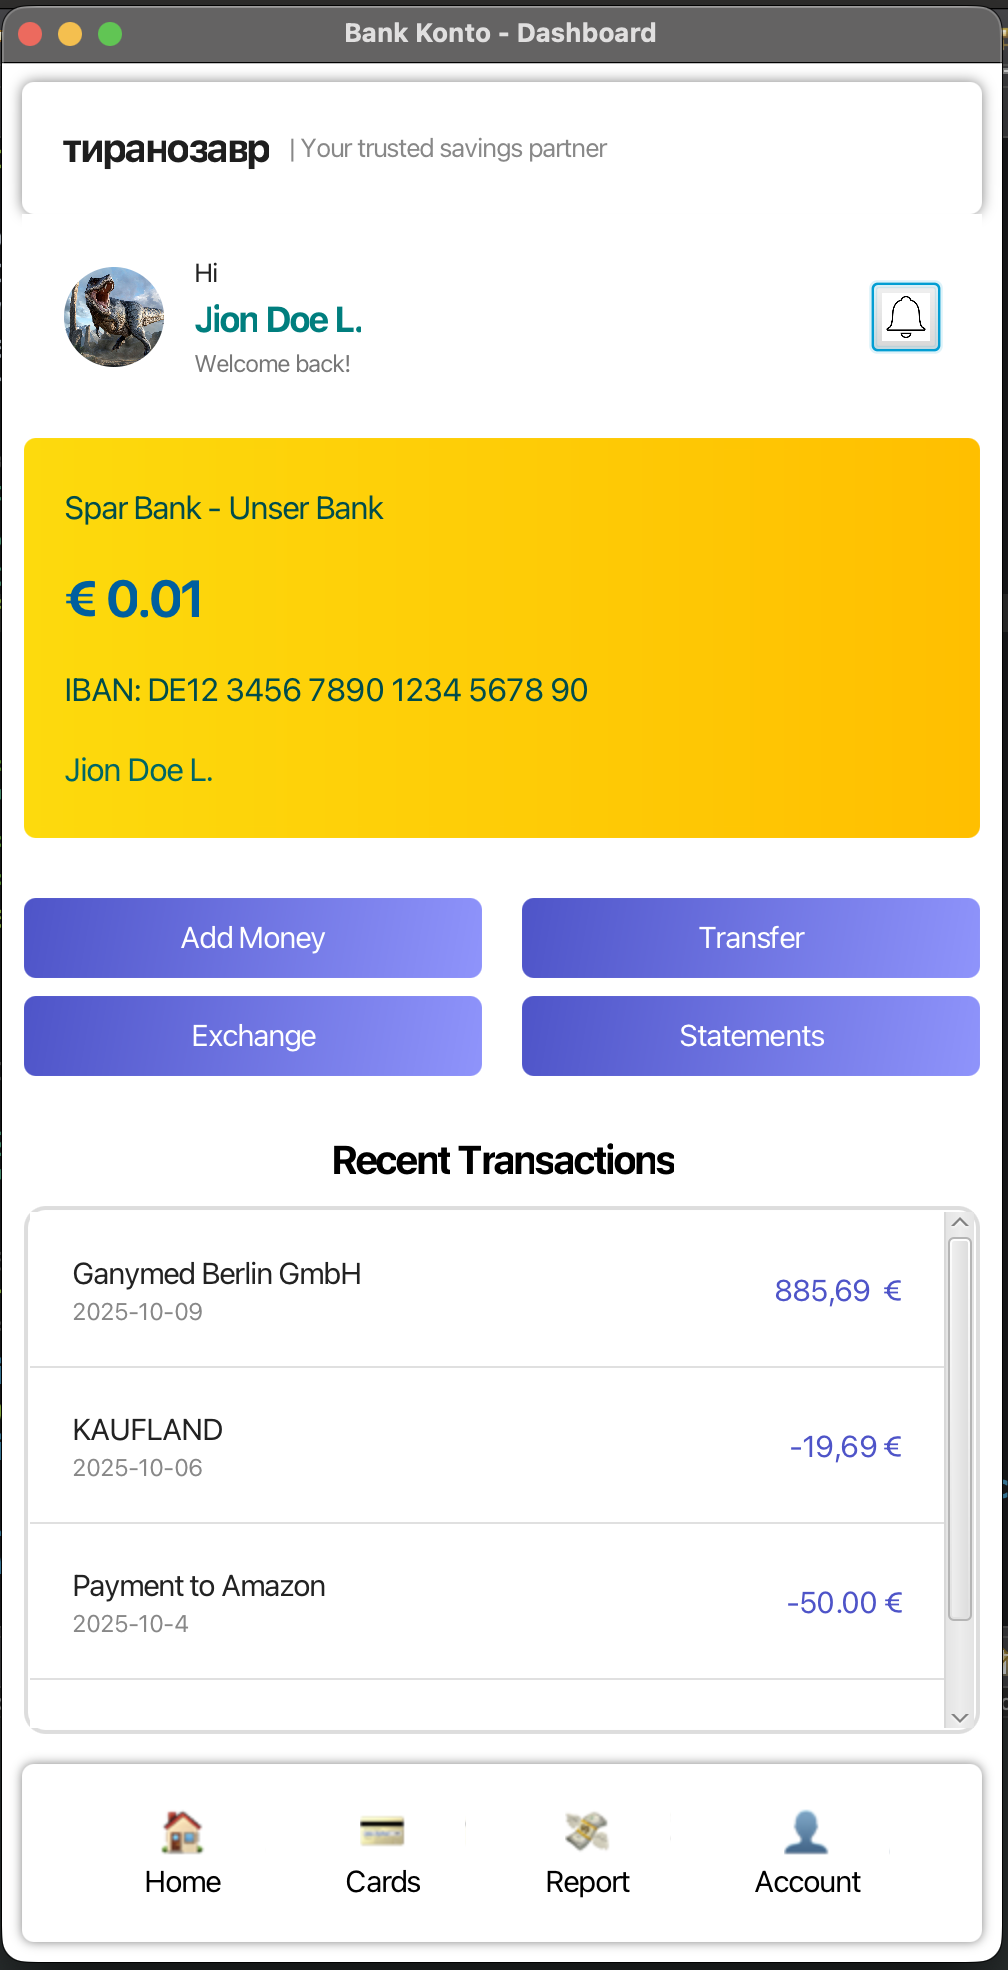 Bank Konto - Dashboard
тиранозавр | Your trusted savings partner
Hi
Jion Doe L.
Welcome back!
Spar Bank - Unser Bank
€ 0.01
IBAN: DE12 3456 7890 1234 5678 90
Jion Doe L.
Add Money
Transfer
Exchange
Statements
Recent Transactions
Ganymed Berlin GmbH
2025-10-09
885,69 €
KAUFLAND
2025-10-06
-19,69 €
Payment to Amazon
2025-10-4
-50.00 €
Home
Cards
Report
Account